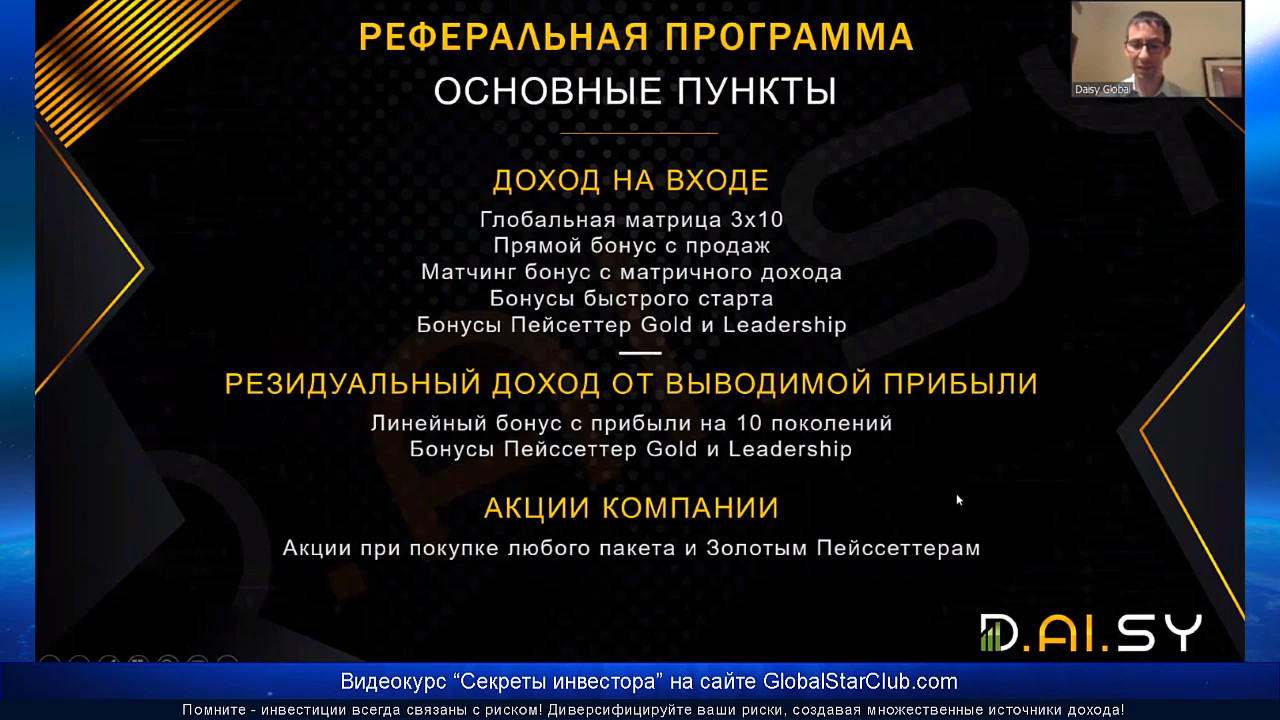 РЕФЕРАЛЬНАЯ ПРОГРАММА
ОСНОВНЫЕ ПУНКТЫ
Daisy Global
ДОХОД НА ВХОДЕ
Глобальная матрица 3х10
Прямой бонус с продаж
Матчинг бонус с матричного дохода
Бонусы быстрого старта
Бонусы Пейсеттер Gold и Leadership
РЕЗИДУАЛЬНЫЙ ДОХОД ОТ ВЫВОДИМОЙ ПРИБЫЛИ
Линейный бонус с прибыли на 10 поколений
Бонусы Пейссеттер Gold и Leadership
АКЦИИ КОМПАНИИ
Акции при покупке любого пакета и Золотым Пейссеттерам
D.AI.SY
Видеокурс “Секреты инвестора” на сайте GlobalStarClub.com
Помните - инвестиции всегда связаны с риском! Диверсифицируйте ваши риски, создавая множественные источники дохода!